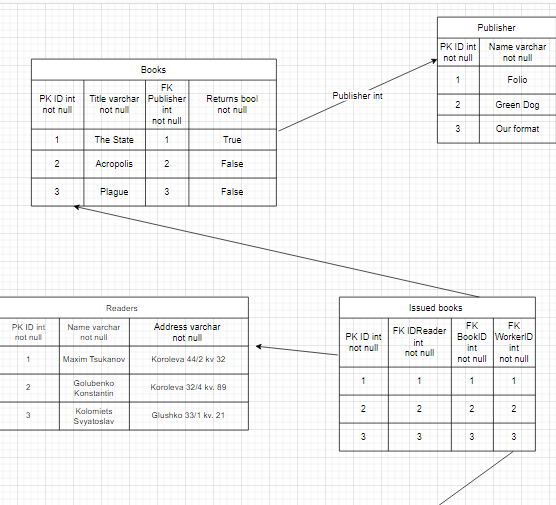 Publisher
PK ID int not null
Name varchar not null
1 Folio
2 Green Dog
3 Our format
Publisher int
Books
PK ID int not null
Title varchar not null
FK Publisher int not null
Returns bool not null
1 The State 1 True
2 Acropolis 2 False
3 Plague 3 False
Readers
PK ID int not null
Name varchar not null
Address varchar not null
1 Maxim Tsukanov Koroleva 44/2 kv 32
2 Golubenko Konstantin Koroleva 32/4 kv. 89
3 Kolomiets Svyatoslav Glushko 33/1 kv. 21
Issued books
PK ID int not null
FK IDReader int not null
FK BookID int not null
FK WorkerID int not null
1 1 1 1
2 2 2 2
3 3 3 3